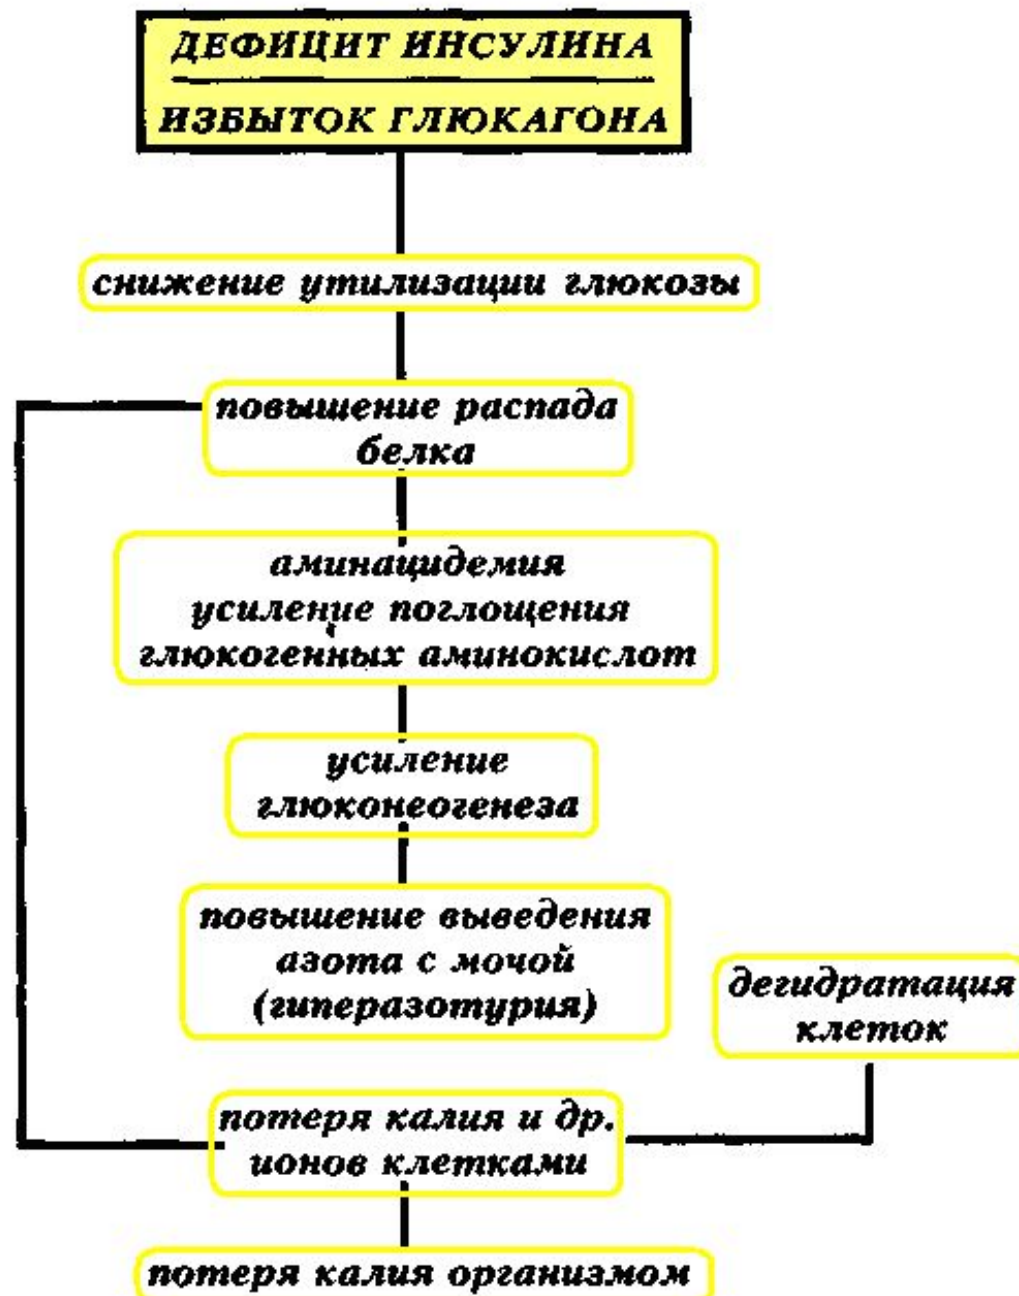 ДЕФИЦИТ ИНСУЛИНА
ИЗБЫТОК ГЛЮКАГОНА
снижение утилизации глюкозы
повышение распада
белка
аминацидемия
усиление поглощения
глюкогенных аминокислот
усиление
глюконеогенеза
повышение выведения
азота с мочой
(гиперазотурия)
дегидратация
клеток
потеря калия и др.
ионов клетками
потеря калия организмом